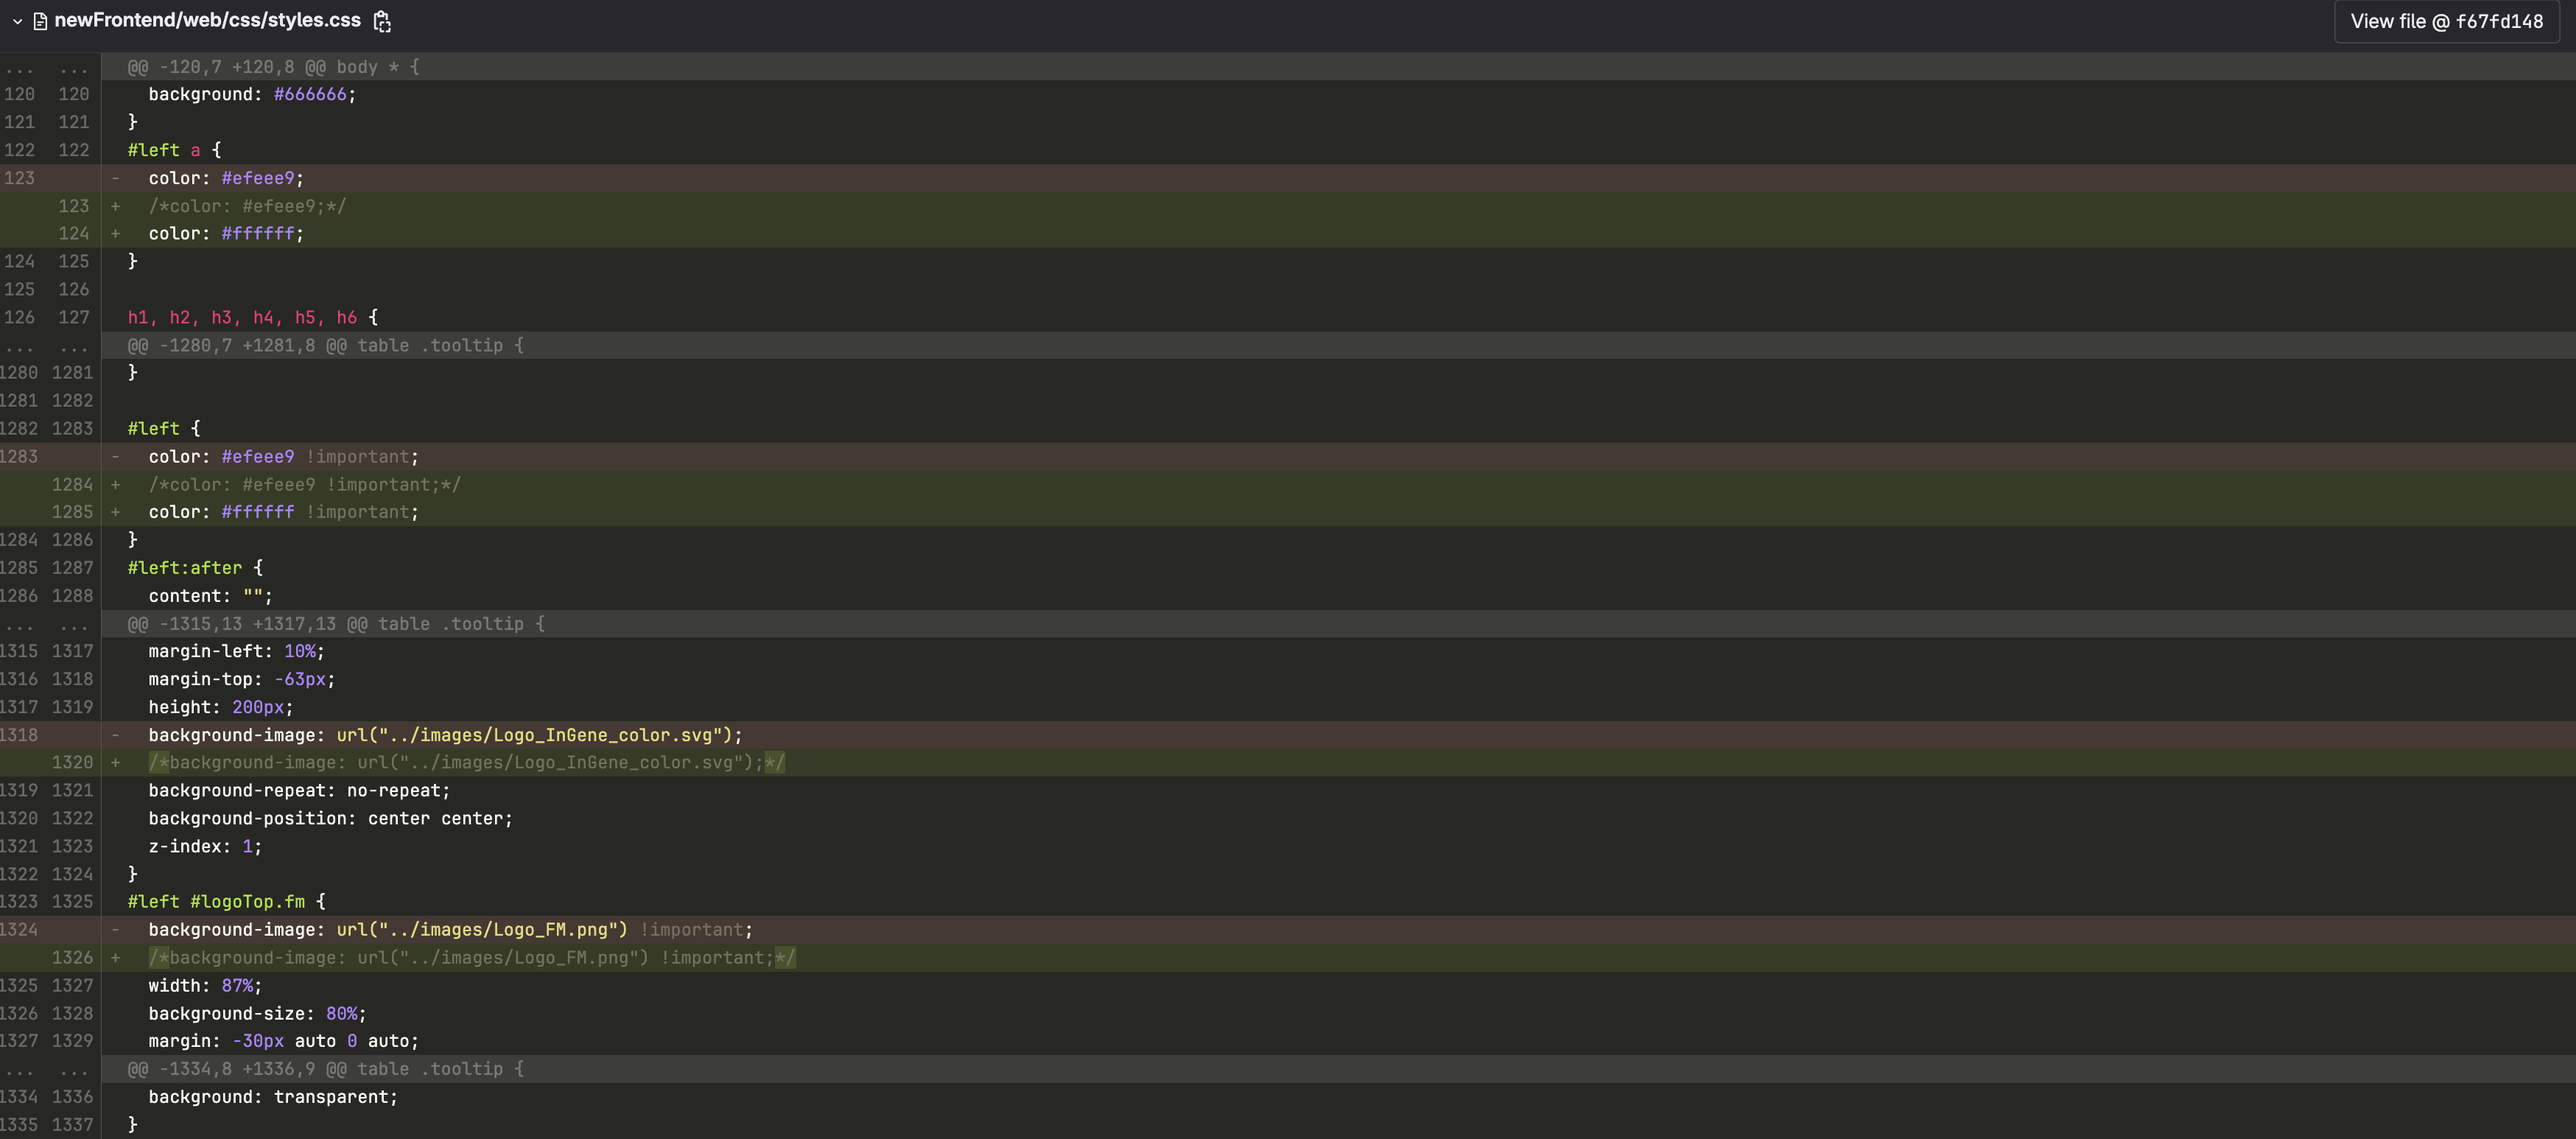 newFrontend/web/css/styles.css View file @ f67fd148
... ... @@ -120,7 +120,8 @@ body * {
120 120 background: #666666;
121 121 }
122 122 #left a {
123 - color: #efeee9;
123 + /*color: #efeee9;*/
124 + color: #ffffff;
124 125 }
125 126
126 127 h1, h2, h3, h4, h5, h6 {
... ... @@ -1280,7 +1281,8 @@ table .tooltip {
1280 1281 }
1281 1282
1282 1283 #left {
1283 - color: #efeee9 !important;
1284 + /*color: #efeee9 !important;*/
1285 + color: #ffffff !important;
1284 1286 }
1285 1287 #left:after {
1286 1288 content: "";
... ... @@ -1315,13 +1317,13 @@ table .tooltip {
1315 1317 margin-left: 10%;
1316 1318 margin-top: -63px;
1317 1319 height: 200px;
1318 - background-image: url("../images/Logo_InGene_color.svg");
1320 + /*background-image: url("../images/Logo_InGene_color.svg");*/
1319 1321 background-repeat: no-repeat;
1320 1322 background-position: center center;
1321 1323 z-index: 1;
1322 1324 }
1323 1325 #left #logoTop.fm {
1324 - background-image: url("../images/Logo_FM.png") !important;
1326 + /*background-image: url("../images/Logo_FM.png") !important;*/
1325 1327 width: 87%;
1326 1328 background-size: 80%;
1327 1329 margin: -30px auto 0 auto;
... ... @@ -1334,8 +1336,9 @@ table .tooltip {
1334 1336 background: transparent;
1335 1337 }